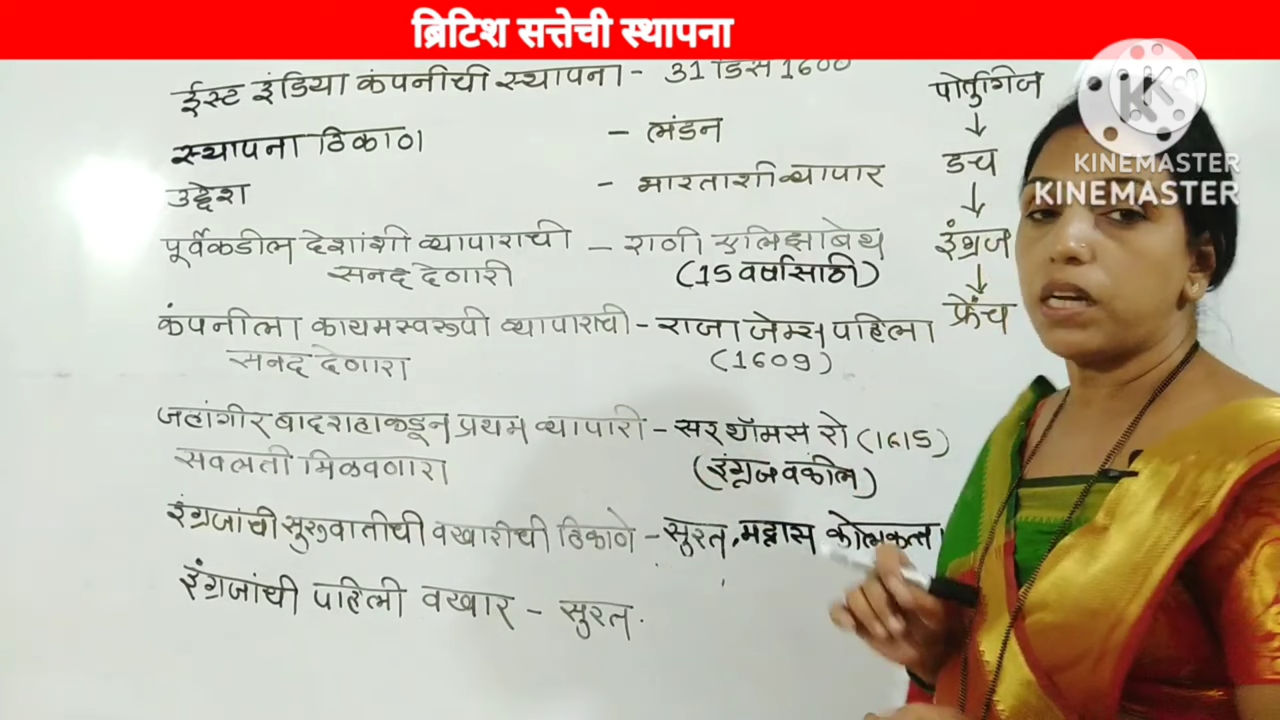 ब्रिटिश सत्तेची स्थापना
ईस्ट इंडिया कंपनीची स्थापना - 31 डिसे 1600
स्थापना ठिकाण - लंडन
उद्देश - भारताशी व्यापार
पूर्वेकडील देशांशी व्यापाराची - राणी एलिझाबेथ
सनद देणारी (15 वर्षासाठी)
कंपनीला कायमस्वरूपी व्यापाराची - राजा जेम्स पहिला
सनद देणारा (1609)
जहांगीर बादशहाकडून प्रथम व्यापारी - सर थॉमस रो (1615)
सवलती मिळवणारा (इंग्रज वकील)
इंग्रजांची सुरुवातीची वखारीची ठिकाणे - सुरत, मद्रास कोलकत्ता
इंग्रजांची पहिली वखार - सुरत.
पोर्तुगिज
↓
डच
↓
इंग्रज
↓
फ्रेंच
KINEMASTER
KINEMASTER